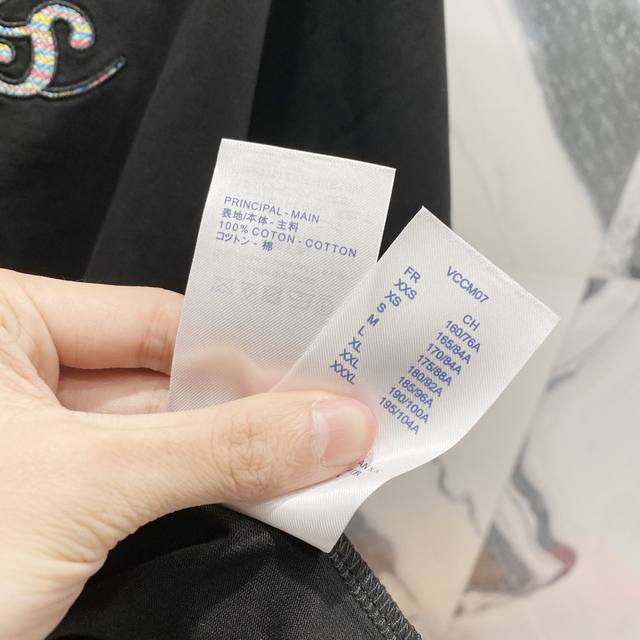 PRINCIPAL - MAIN
表地/本体 - 主料
100% COTON - COTTON
コットン - 棉
VCCM07
FR CH
XXS 160/76A
XS 165/84A
S 170/84A
M 175/88A
L 180/92A
XL 185/96A
XXL 190/100A
XXXL 195/104A